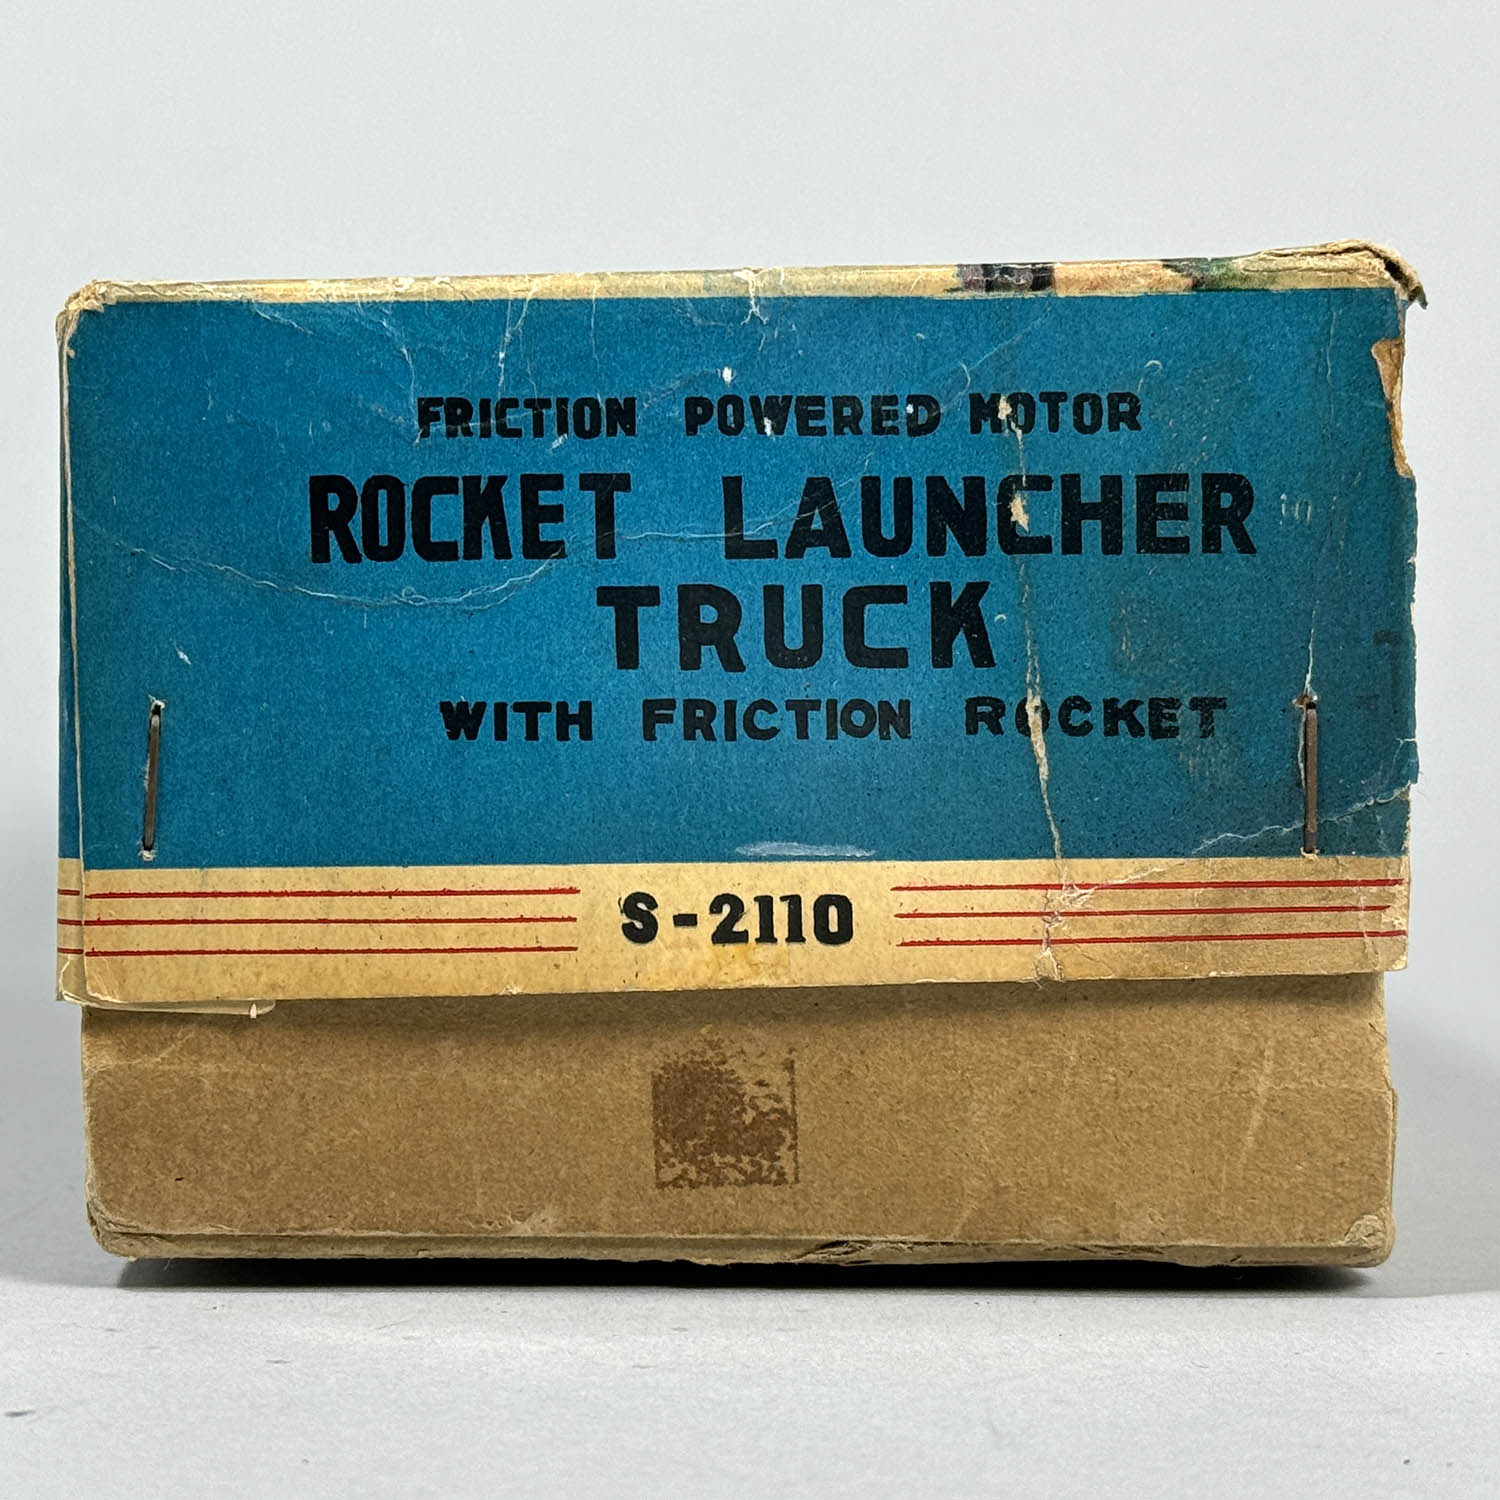 FRICTION POWERED MOTOR
ROCKET LAUNCHER
TRUCK
WITH FRICTION ROCKET
S-2110